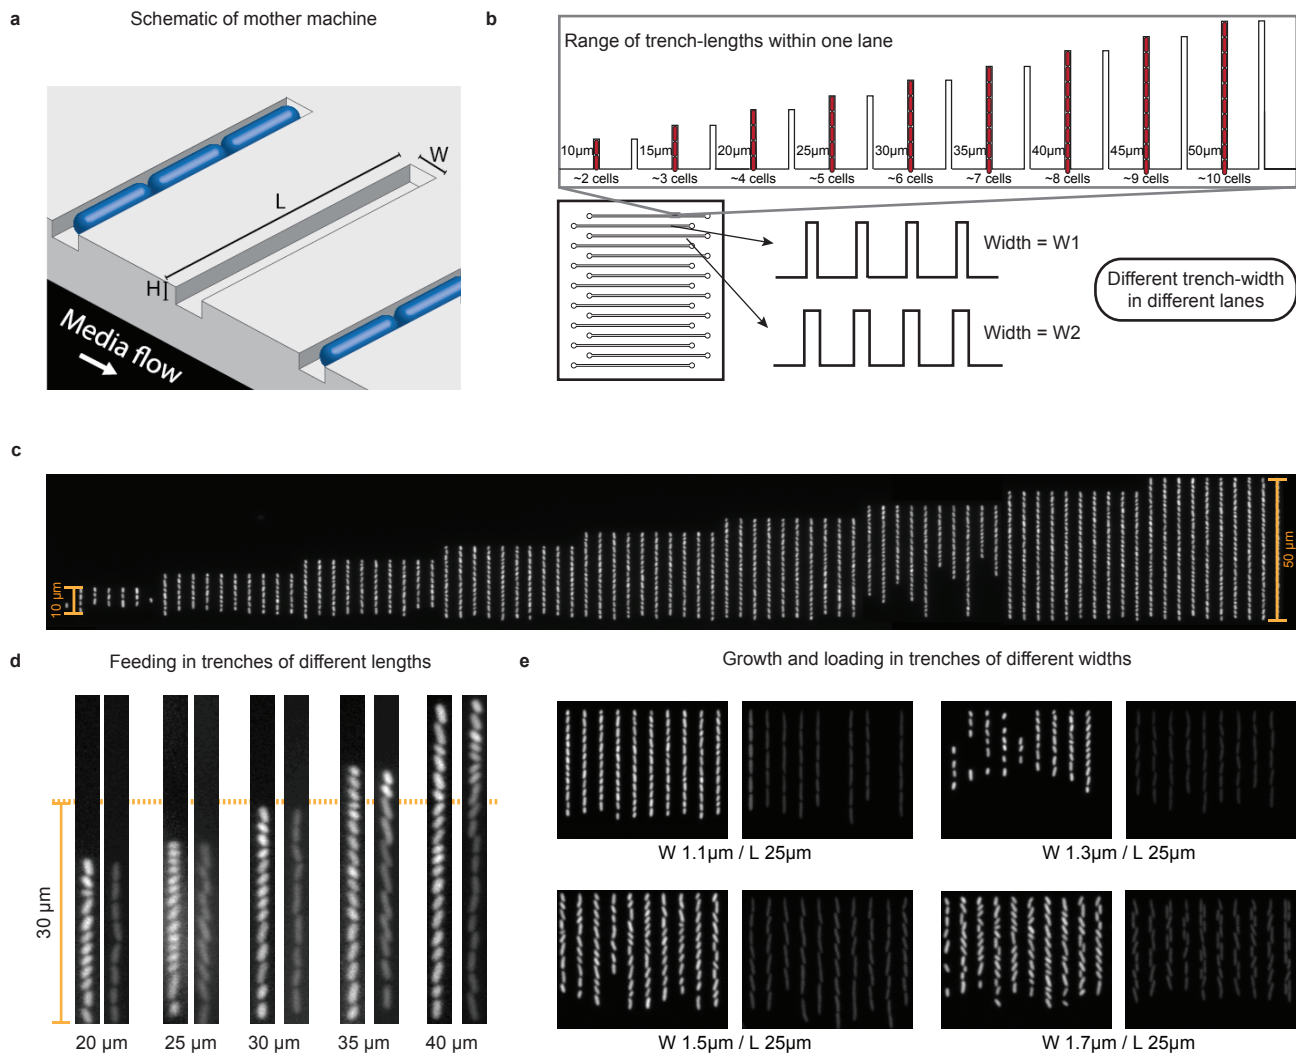 a
Schematic of mother machine
W
L
H
Media flow
b
Range of trench-lengths within one lane
10µm
15µm
20µm
25µm
30µm
35µm
40µm
45µm
50µm
~2 cells
~3 cells
~4 cells
~5 cells
~6 cells
~7 cells
~8 cells
~9 cells
~10 cells
Width = W1
Width = W2
Different trench-width
in different lanes
c
10 µm
50 µm
d
Feeding in trenches of different lengths
30 µm
20 µm
25 µm
30 µm
35 µm
40 µm
e
Growth and loading in trenches of different widths
W 1.1µm / L 25µm
W 1.3µm / L 25µm
W 1.5µm / L 25µm
W 1.7µm / L 25µm